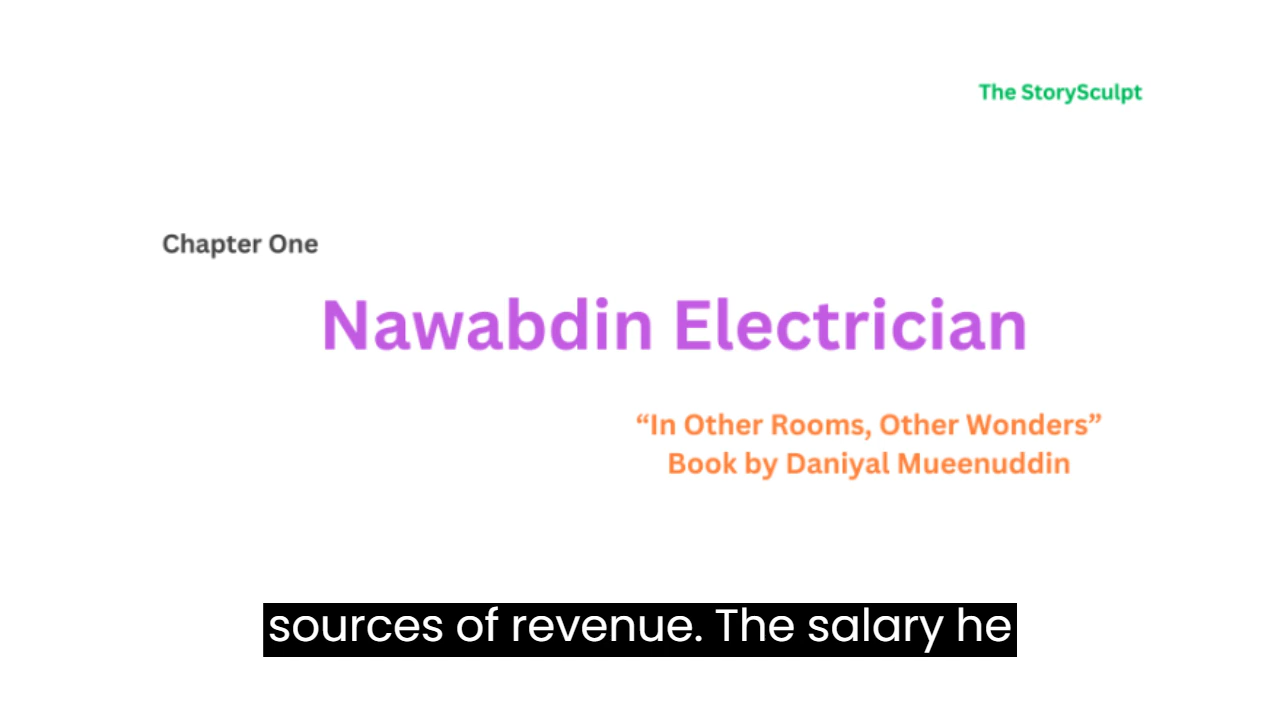 The StorySculpt
Chapter One
Nawabdin Electrician
“In Other Rooms, Other Wonders”
Book by Daniyal Mueenuddin
sources of revenue. The salary he